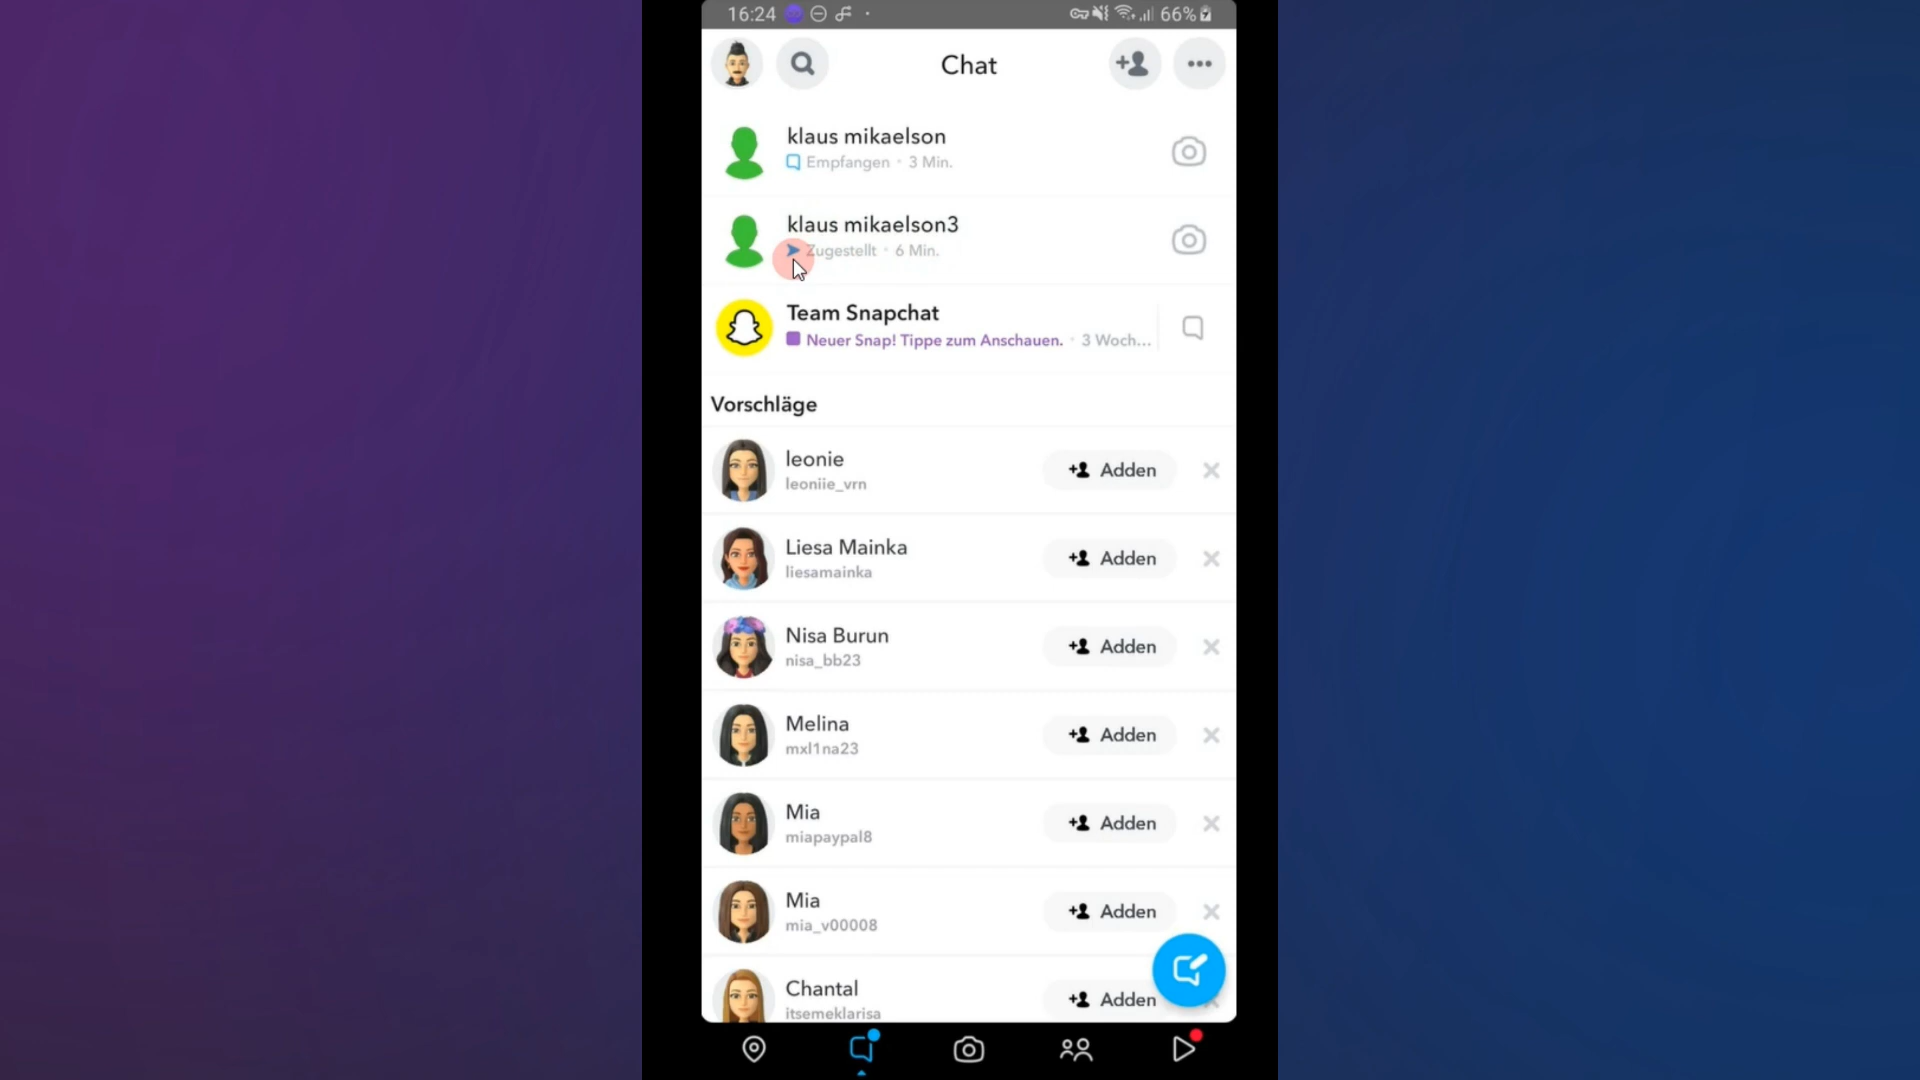 16:24
66%
Chat
klaus mikaelson
Empfangen · 3 Min.
klaus mikaelson3
Zugestellt · 6 Min.
Team Snapchat
Neuer Snap! Tippe zum Anschauen. · 3 Woch...
Vorschläge
leonie
leoniie_vrn
Adden
Liesa Mainka
liesamainka
Adden
Nisa Burun
nisa_bb23
Adden
Melina
mxl1na23
Adden
Mia
miapaypal8
Adden
Mia
mia_v00008
Adden
Chantal
itsemeklarisa
Adden